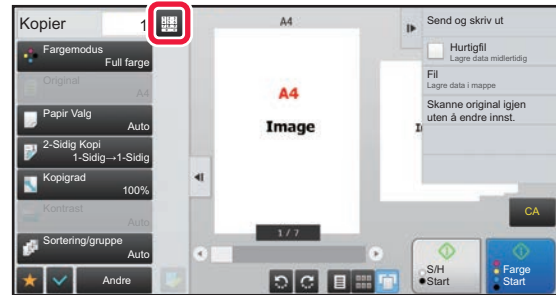 Kopier 1
Fargemodus
Full farge
Original
A4
Papir Valg
Auto
2-Sidig Kopi
1-Sidig→1-Sidig
Kopigrad
100%
Kontrast
Auto
Sortering/gruppe
Auto
Andre
A4
A4
Image
1 / 7
Send og skriv ut
Hurtigfil
Lagre data midlertidig
Fil
Lagre data i mappe
Skanne original igjen
uten å endre innst.
CA
S/H
Start
Farge
Start